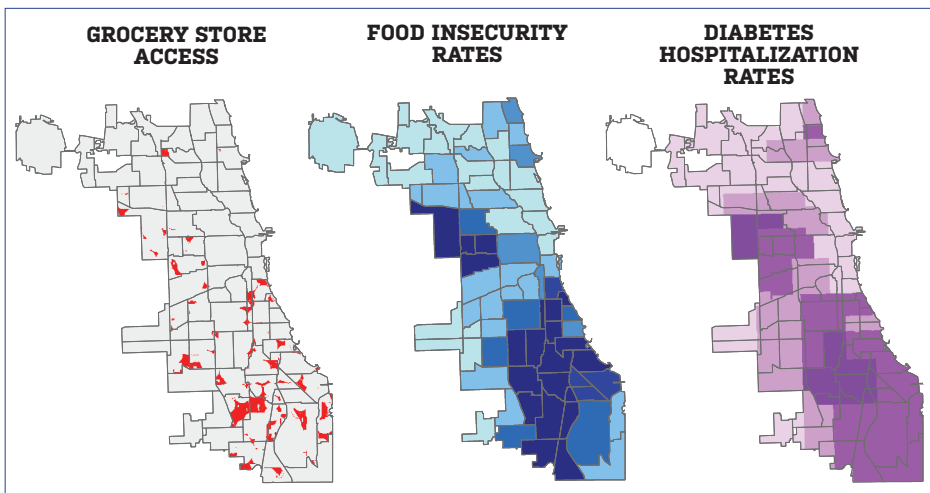 GROCERY STORE
ACCESS
FOOD INSECURITY
RATES
DIABETES
HOSPITALIZATION
RATES